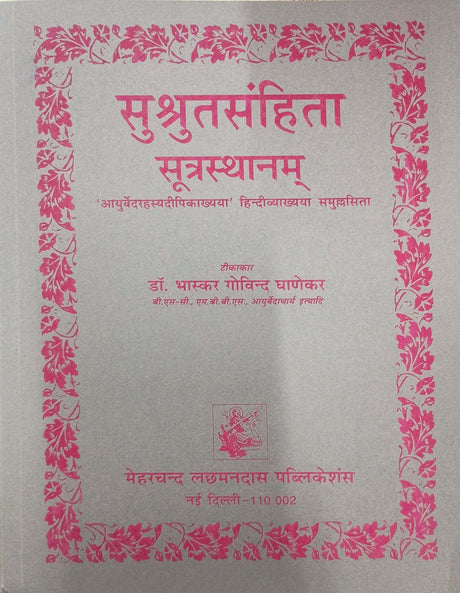 सुश्रुतसंहिता
सूत्रस्थानम्
'आयुर्वेदरहस्यदीपिकाख्यया' हिन्दीव्याख्यया समुल्लसिता
टीकाकार
डॉ. भास्कर गोविन्द घाणेकर
बी.एस-सी., एम.बी.बी.एस., आयुर्वेदाचार्य इत्यादि
मेहरचन्द लछमनदास पब्लिकेशंस
नई दिल्ली-110 002